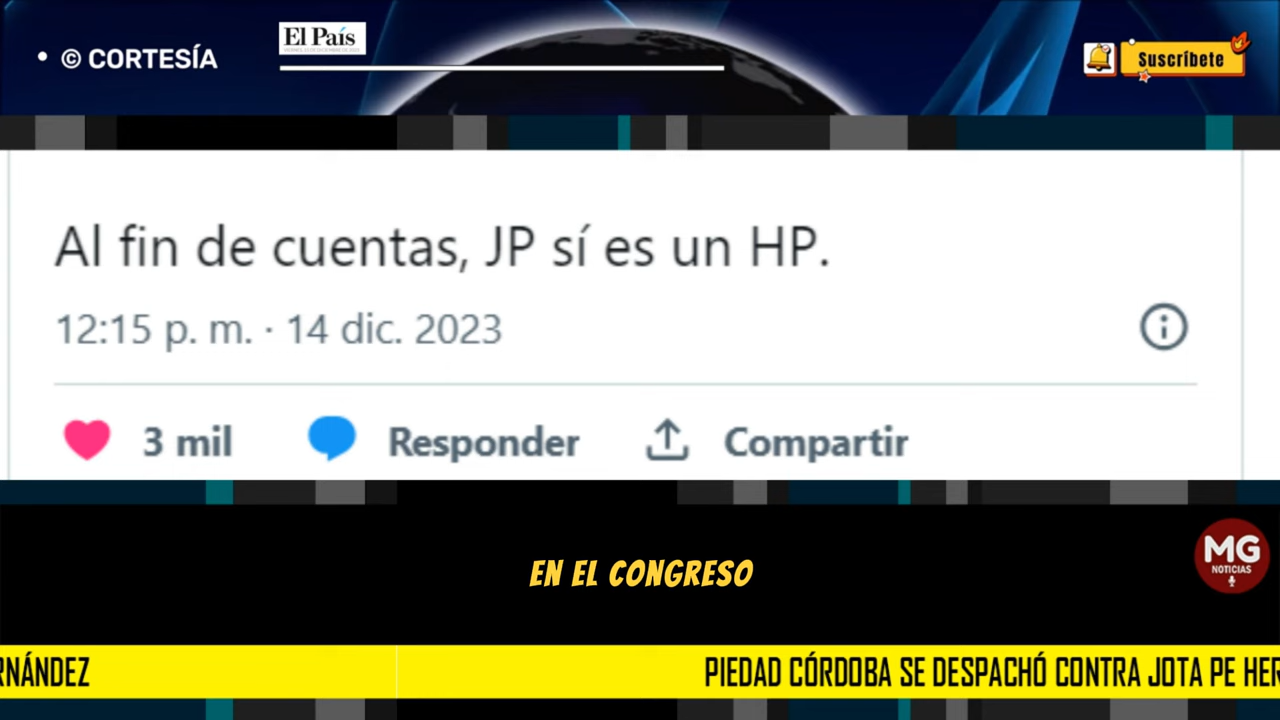 • © CORTESÍA
El País
Suscríbete
Al fin de cuentas, JP sí es un HP.
12:15 p. m. · 14 dic. 2023
3 mil
Responder
Compartir
EN EL CONGRESO
MG
NOTICIAS
RNÁNDEZ
PIEDAD CÓRDOBA SE DESPACHÓ CONTRA JOTA PE HER